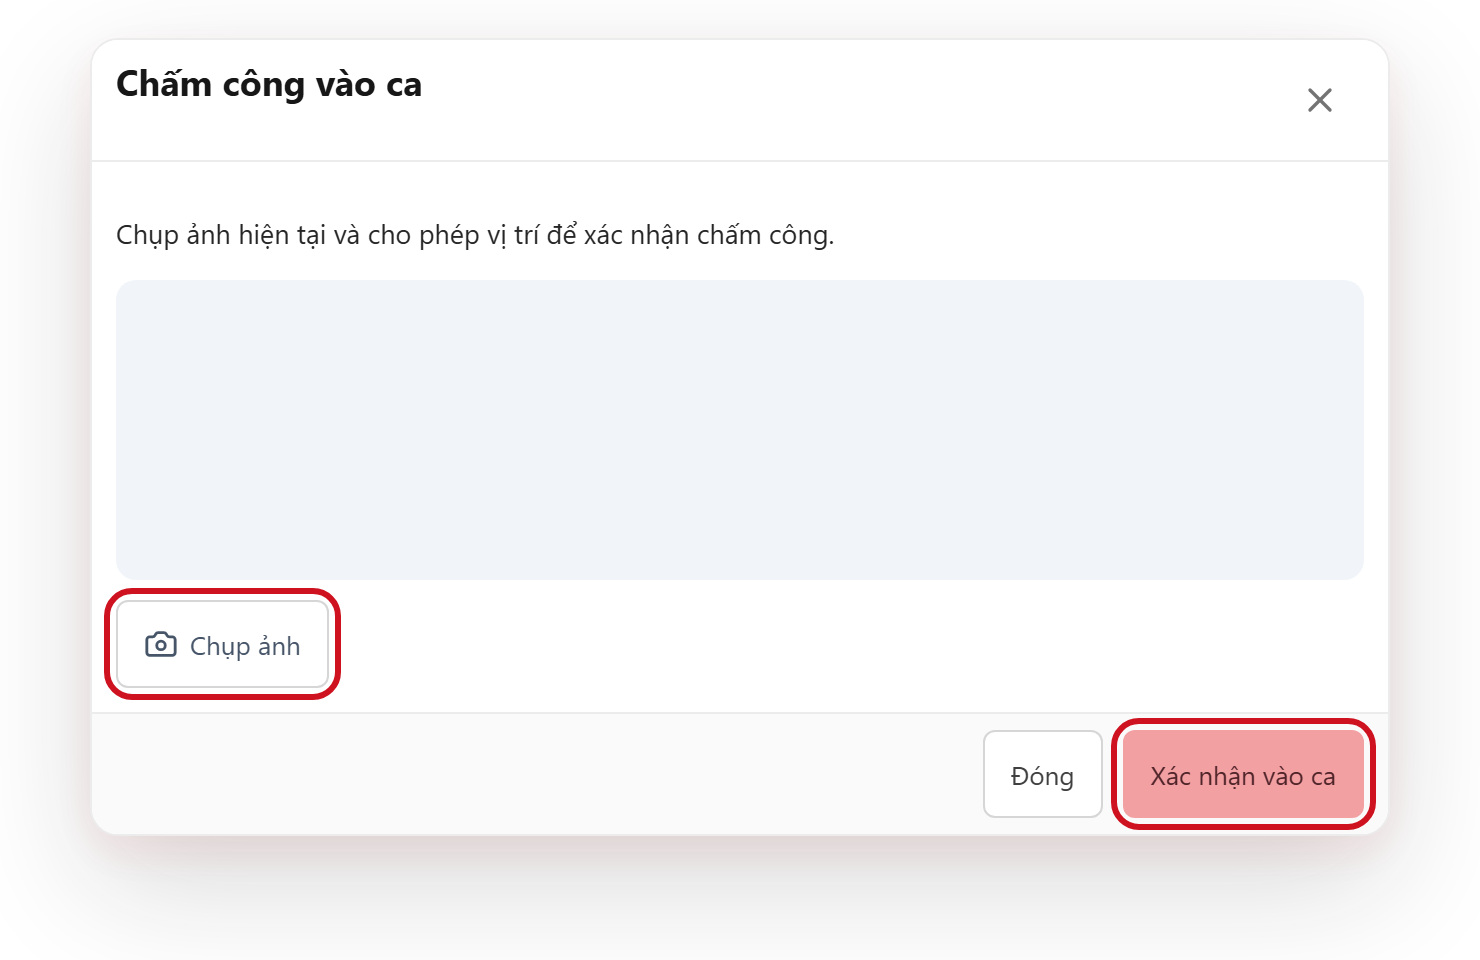 Chấm công vào ca
Chụp ảnh hiện tại và cho phép vị trí để xác nhận chấm công.
Chụp ảnh
Đóng
Xác nhận vào ca